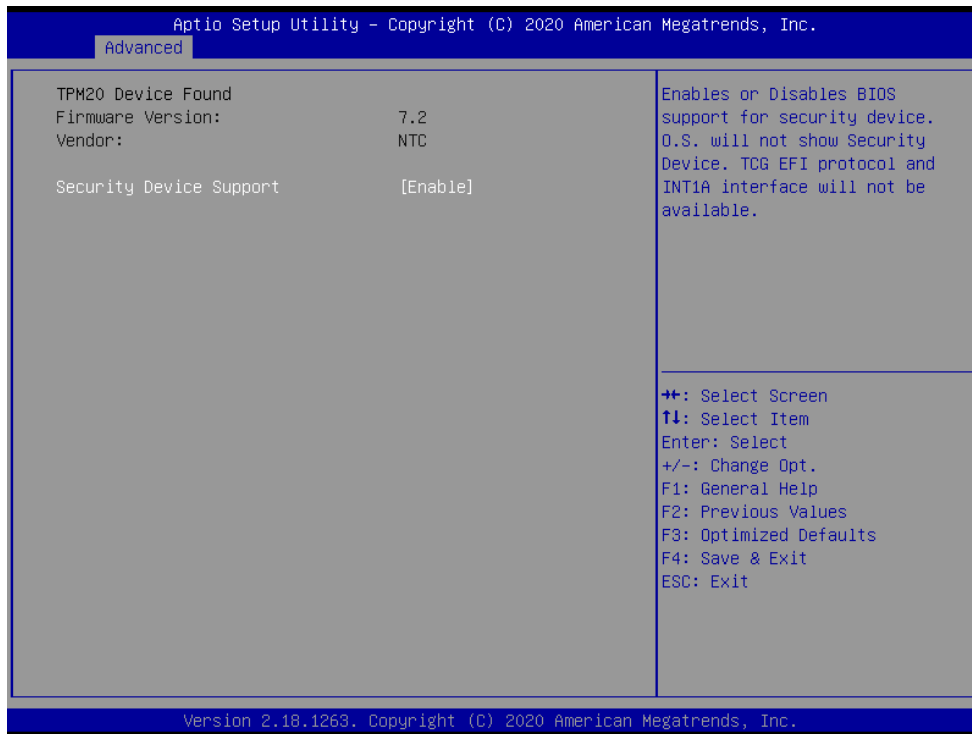 Aptio Setup Utility – Copyright (C) 2020 American Megatrends, Inc.
Advanced
TPM20 Device Found
Firmware Version: 7.2
Vendor: NTC
Security Device Support [Enable]
Enables or Disables BIOS
support for security device.
O.S. will not show Security
Device. TCG EFI protocol and
INT1A interface will not be
available.
→←: Select Screen
↑↓: Select Item
Enter: Select
+/-: Change Opt.
F1: General Help
F2: Previous Values
F3: Optimized Defaults
F4: Save & Exit
ESC: Exit
Version 2.18.1263. Copyright (C) 2020 American Megatrends, Inc.